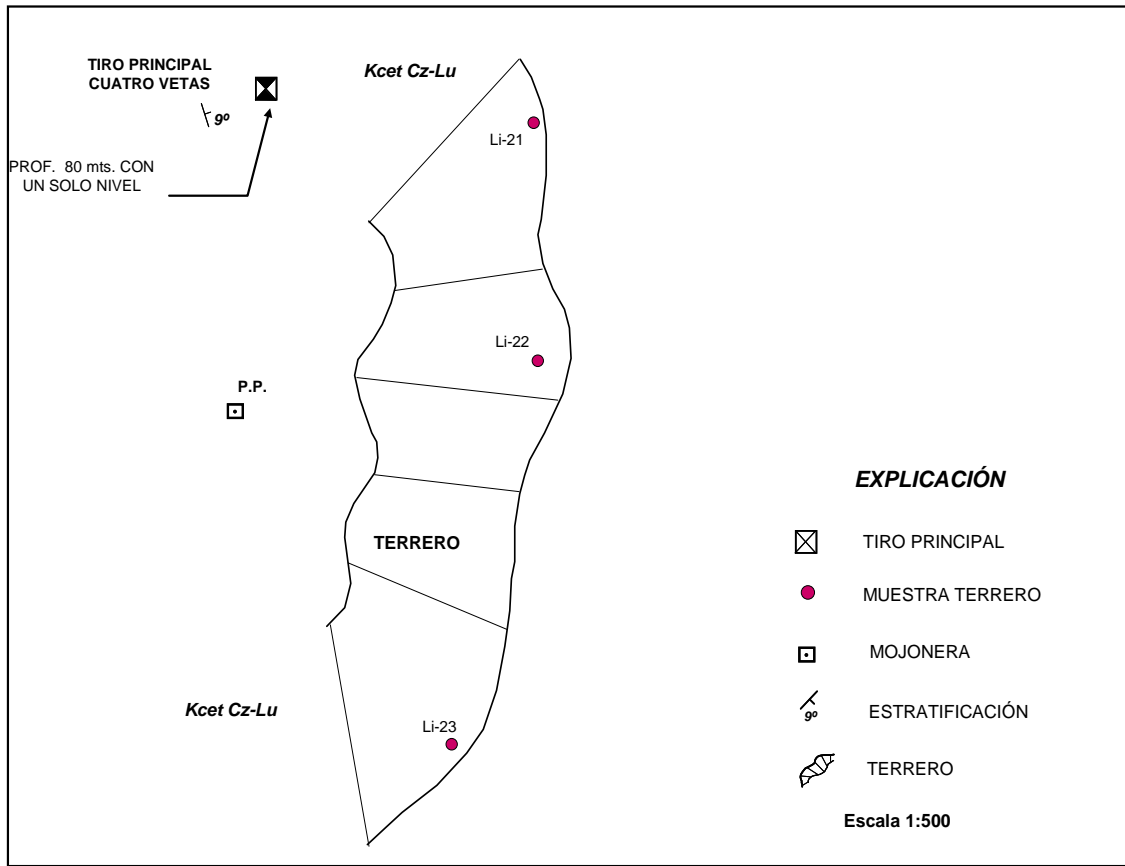 TIRO PRINCIPAL
CUATRO VETAS
9º
PROF. 80 mts. CON
UN SOLO NIVEL
Kcet Cz-Lu
Li-21
Li-22
P.P.
TERRERO
Kcet Cz-Lu
Li-23
EXPLICACIÓN
TIRO PRINCIPAL
MUESTRA TERRERO
MOJONERA
9º
ESTRATIFICACIÓN
TERRERO
Escala 1:500